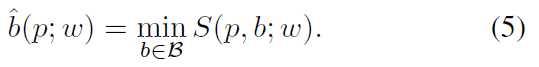 b̂(p; w) = min_{b∈ℬ} S(p, b; w). (5)